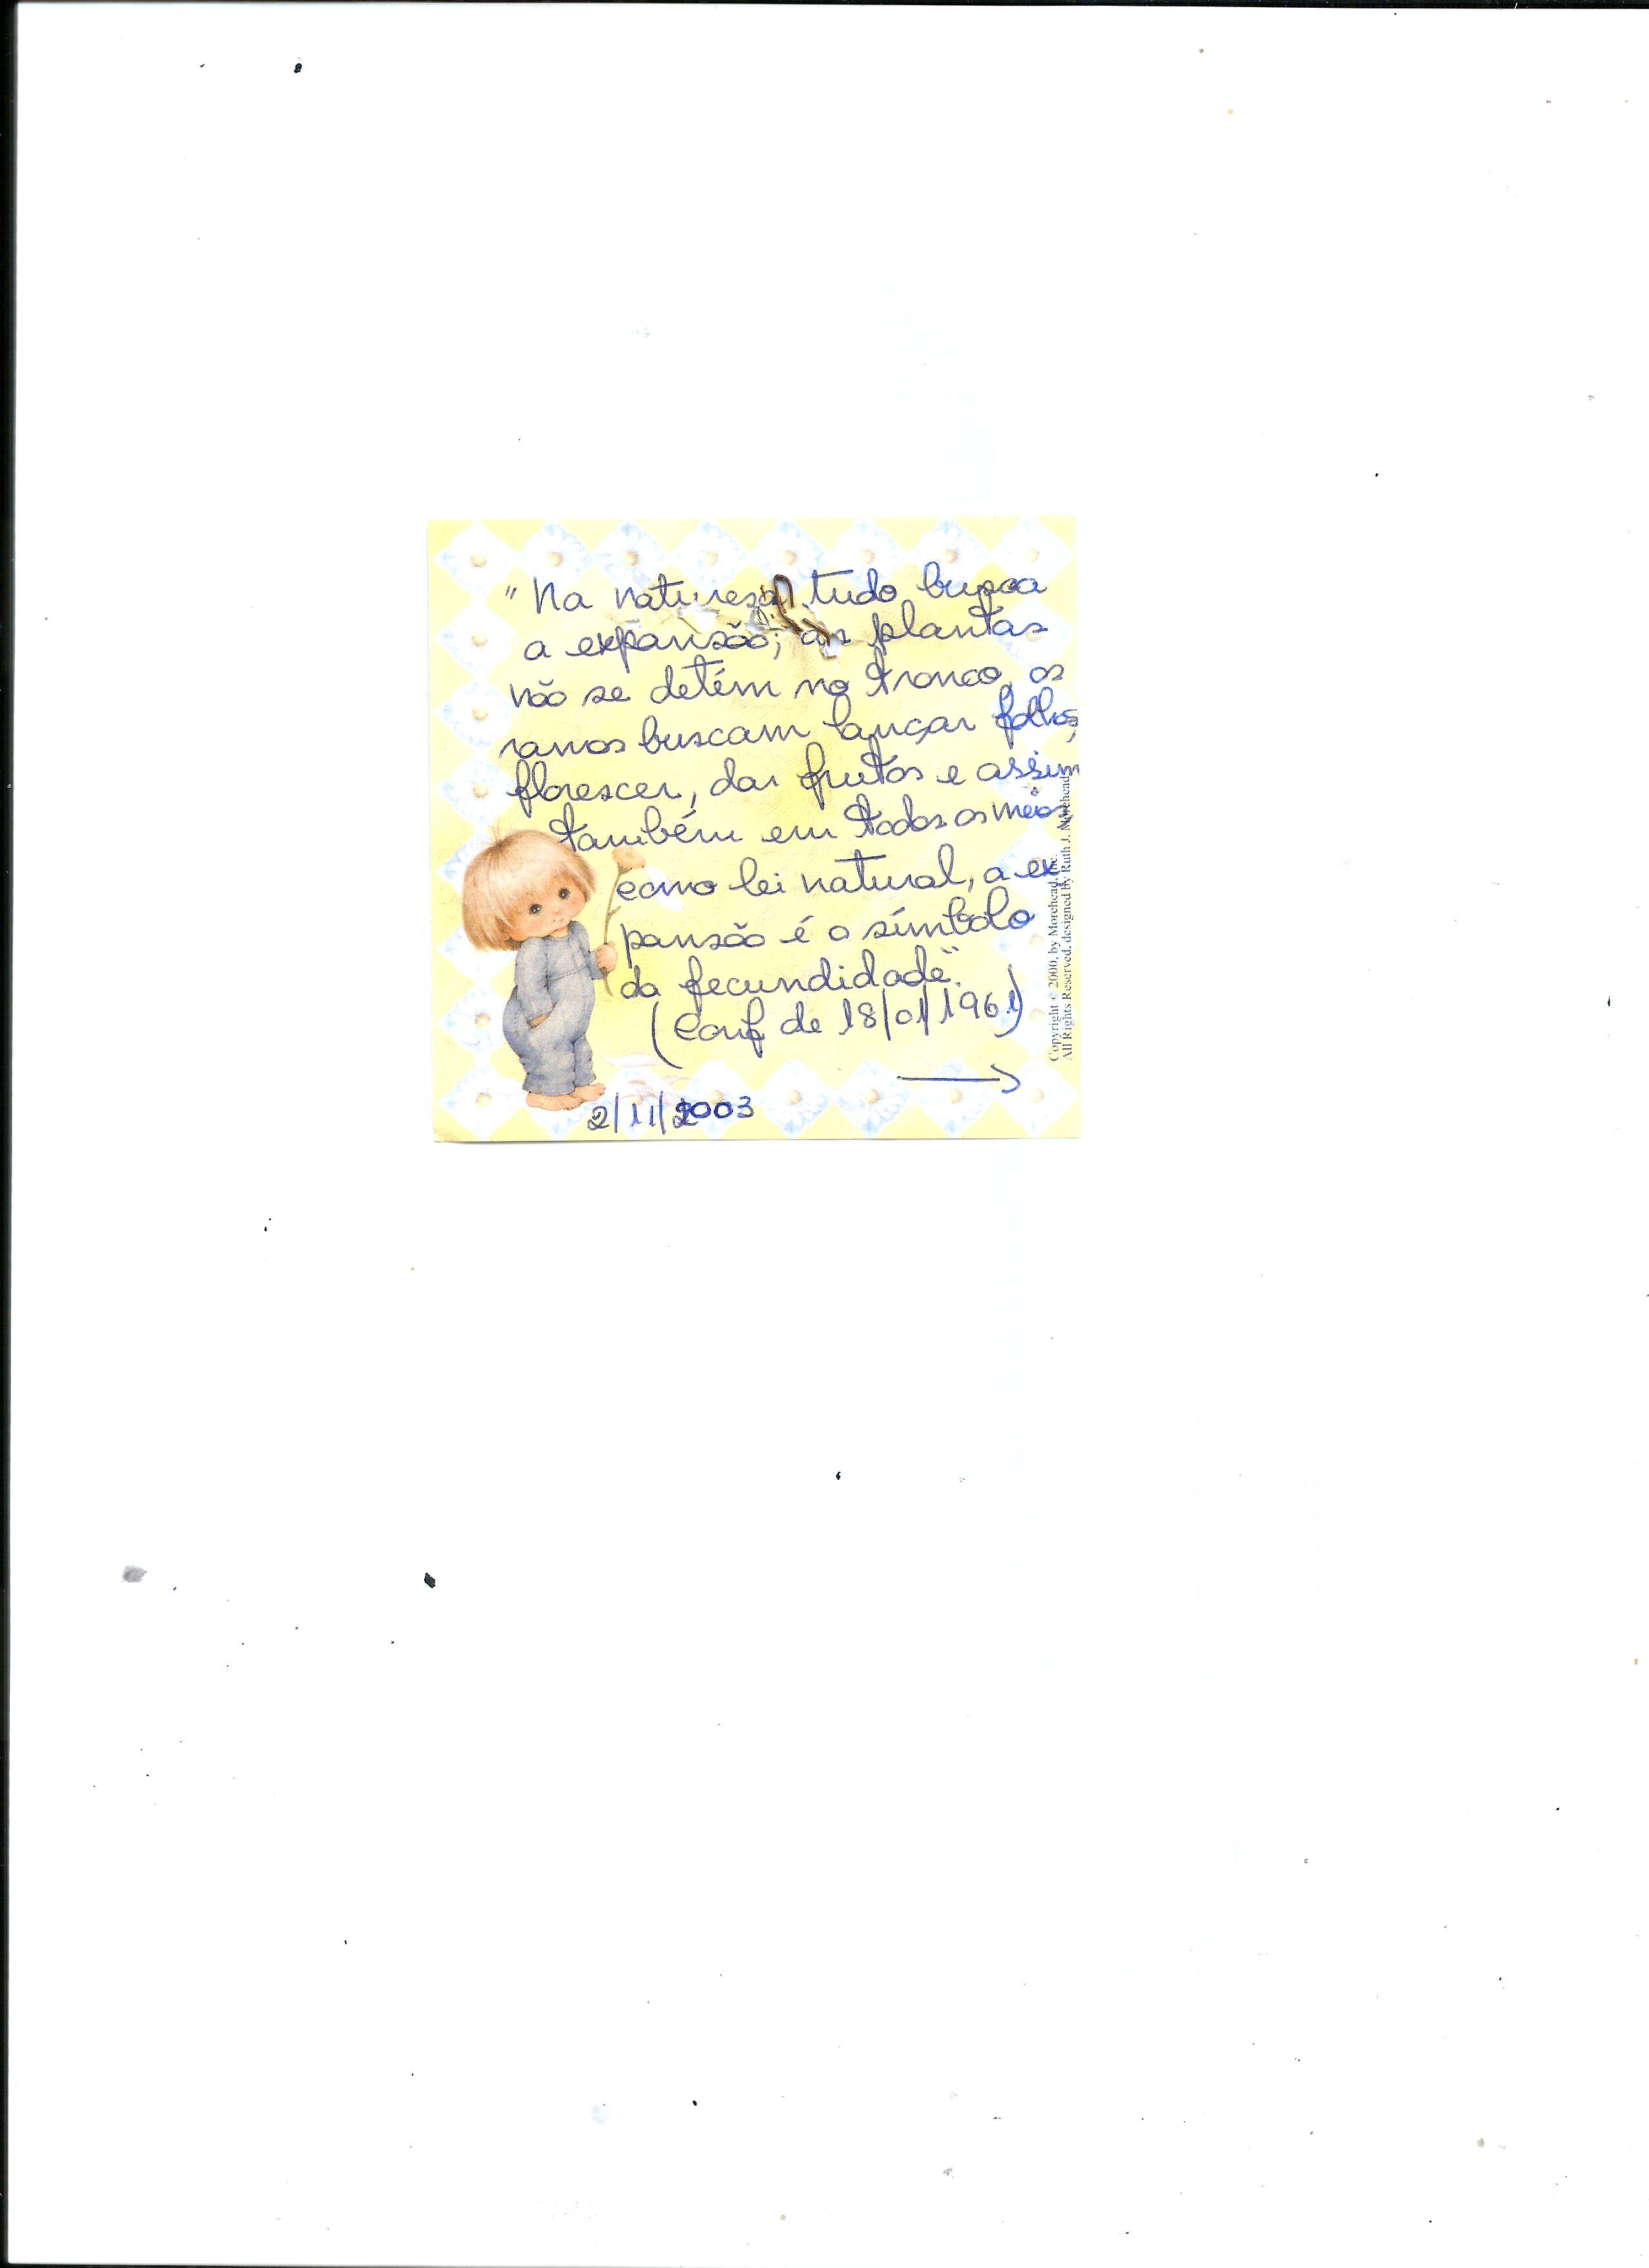 "Na natureza tudo busca
a expansão; as plantas
não se detém no tronco, os
ramos buscam lançar folhas,
florescer, dar frutos e assim
também em todos os meios
como lei natural, a ex
pansão é o símbolo
da fecundidade".
(Conf de 18/01/1961)
2/11/2003
Copyright © 2000, by Morehead, Inc.
All Rights Reserved, designed by Ruth J. Morehead